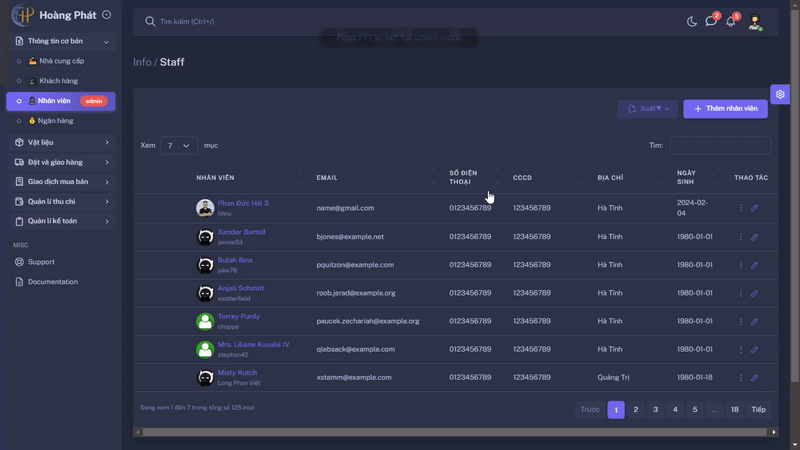 Hoàng Phát
Tìm kiếm (Ctrl+/)
2
5
Press F11 to exit full screen mode
Thông tin cơ bản
Nhà cung cấp
Khách hàng
Nhân viên
admin
Ngân hàng
Vật liệu
Đặt và giao hàng
Giao dịch mua bán
Quản lí thu chi
Quản lí kế toán
MISC
Support
Documentation
Info / Staff
Xuất
Thêm nhân viên
Xem 7 mục
Tìm:
NHÂN VIÊN EMAIL SỐ ĐIỆN THOẠI CCCD ĐỊA CHỈ NGÀY SINH THAO TÁC
Phan Đức Hải 3 name@gmail.com 0123456789 123456789 Hà Tĩnh 2024-02-04
hhhc
Xander Bartell bjones@example.net 0123456789 123456789 Hà Tĩnh 1980-01-01
jennie53
Bulah Bins pquitzon@example.com 0123456789 123456789 Hà Tĩnh 1980-01-01
jake78
Anjali Schmitt roob.jerad@example.org 0123456789 123456789 Hà Tĩnh 1980-01-01
Torrey Purdy paucek.zechariah@example.org 0123456789 123456789 Hà Tĩnh 1980-01-01
choppe
Mrs. Liliane Kuvalis IV qlebsack@example.com 0123456789 123456789 Hà Tĩnh 1980-01-01
stephon42
Misty Kutch xstamm@example.com 0123456789 123456789 Quảng Trị 1980-01-18
Long Phan Viết
Đang xem 1 đến 7 trong tổng số 125 mục
Trước 1 2 3 4 5 ... 18 Tiếp